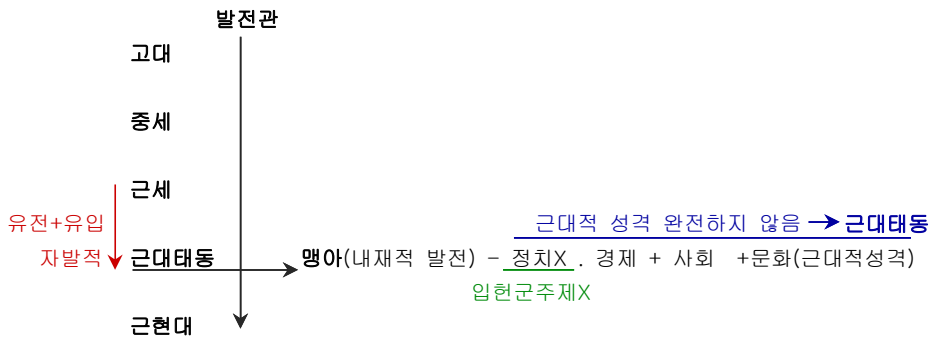 발전관
고대
중세
근세
유전+유입
근대적 성격 완전하지 않음 → 근대태동
자발적
근대태동
맹아(내재적 발전) - 정치X . 경제 + 사회 +문화(근대적성격)
입헌군주제X
근현대